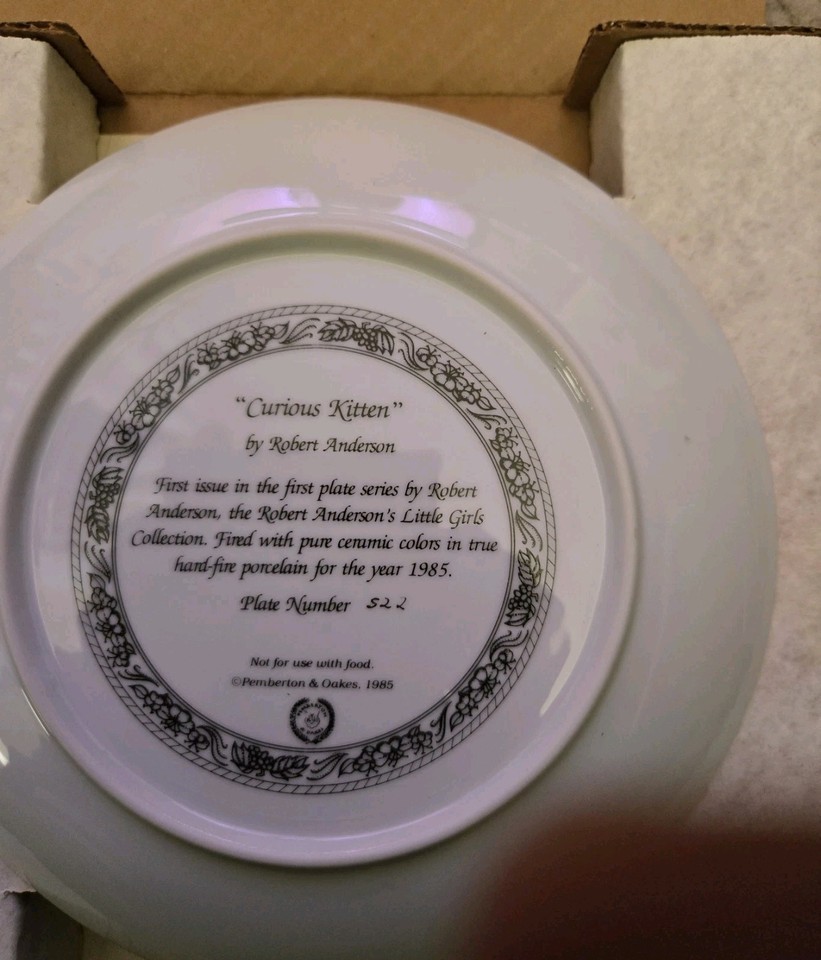 “Curious Kitten”
by Robert Anderson
First issue in the first plate series by Robert
Anderson, the Robert Anderson's Little Girls
Collection. Fired with pure ceramic colors in true
hard-fire porcelain for the year 1985.
Plate Number 522
Not for use with food.
©Pemberton & Oakes, 1985